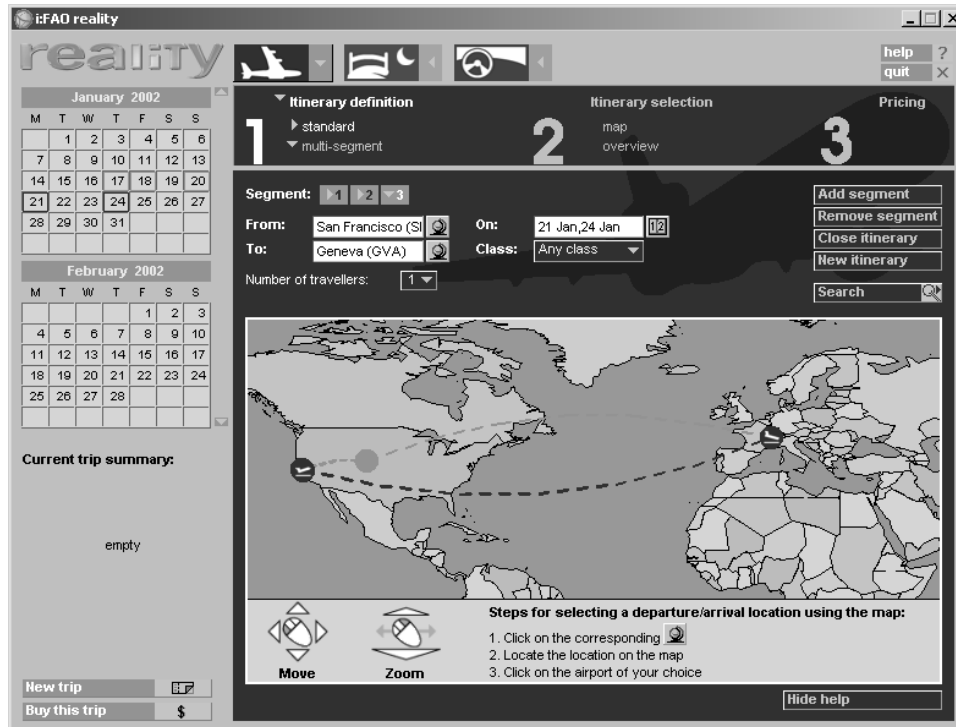 i:FAO reality
reality
help ?
quit ×
January 2002
M T W T F S S
1 2 3 4 5 6
7 8 9 10 11 12 13
14 15 16 17 18 19 20
21 22 23 24 25 26 27
28 29 30 31
February 2002
M T W T F S S
1 2 3
4 5 6 7 8 9 10
11 12 13 14 15 16 17
18 19 20 21 22 23 24
25 26 27 28
Current trip summary:
empty
New trip
Buy this trip $
1 Itinerary definition
standard
multi-segment
2 Itinerary selection
map
overview
3 Pricing
Segment: 1 2 3
From: San Francisco (SI
On: 21 Jan,24 Jan 12
To: Geneva (GVA)
Class: Any class
Number of travellers: 1
Add segment
Remove segment
Close itinerary
New itinerary
Search
Move
Zoom
Steps for selecting a departure/arrival location using the map:
1. Click on the corresponding
2. Locate the location on the map
3. Click on the airport of your choice
Hide help